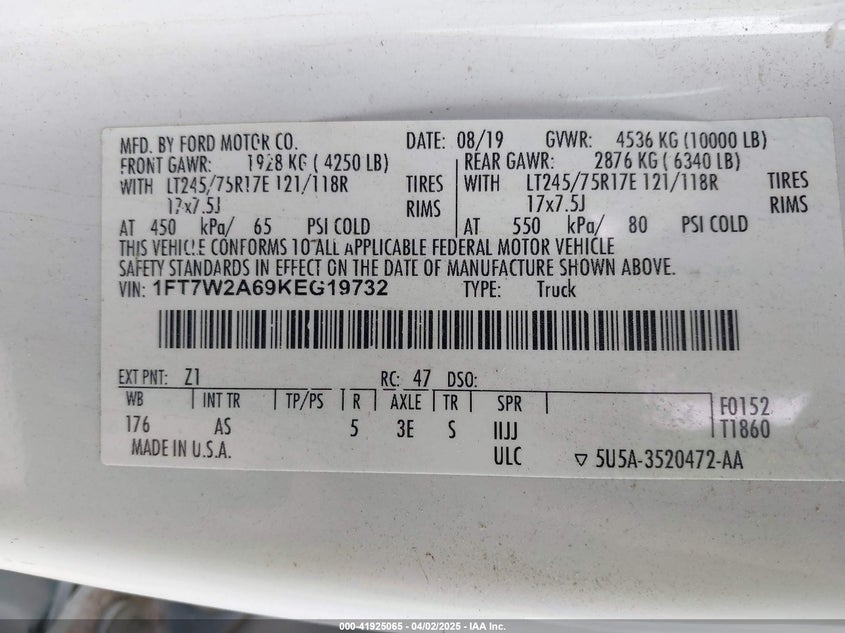 MFD. BY FORD MOTOR CO. DATE: 08/19 GVWR: 4536 KG (10000 LB)
FRONT GAWR: 1928 KG ( 4250 LB) REAR GAWR: 2876 KG ( 6340 LB)
WITH LT245/75R17E 121/118R TIRES WITH LT245/75R17E 121/118R TIRES
17x7.5J RIMS 17x7.5J RIMS
AT 450 kPa/ 65 PSI COLD AT 550 kPa/ 80 PSI COLD
THIS VEHICLE CONFORMS TO ALL APPLICABLE FEDERAL MOTOR VEHICLE
SAFETY STANDARDS IN EFFECT ON THE DATE OF MANUFACTURE SHOWN ABOVE.
VIN: 1FT7W2A69KEG19732 TYPE: Truck
EXT PNT: Z1 RC: 47 DSO:
WB INT TR TP/PS R AXLE TR SPR F0152
176 AS 5 3E S IIJJ T1860
MADE IN U.S.A. ULC ▽ 5U5A-3520472-AA
000-41925065 - 04/02/2025 - IAA Inc.